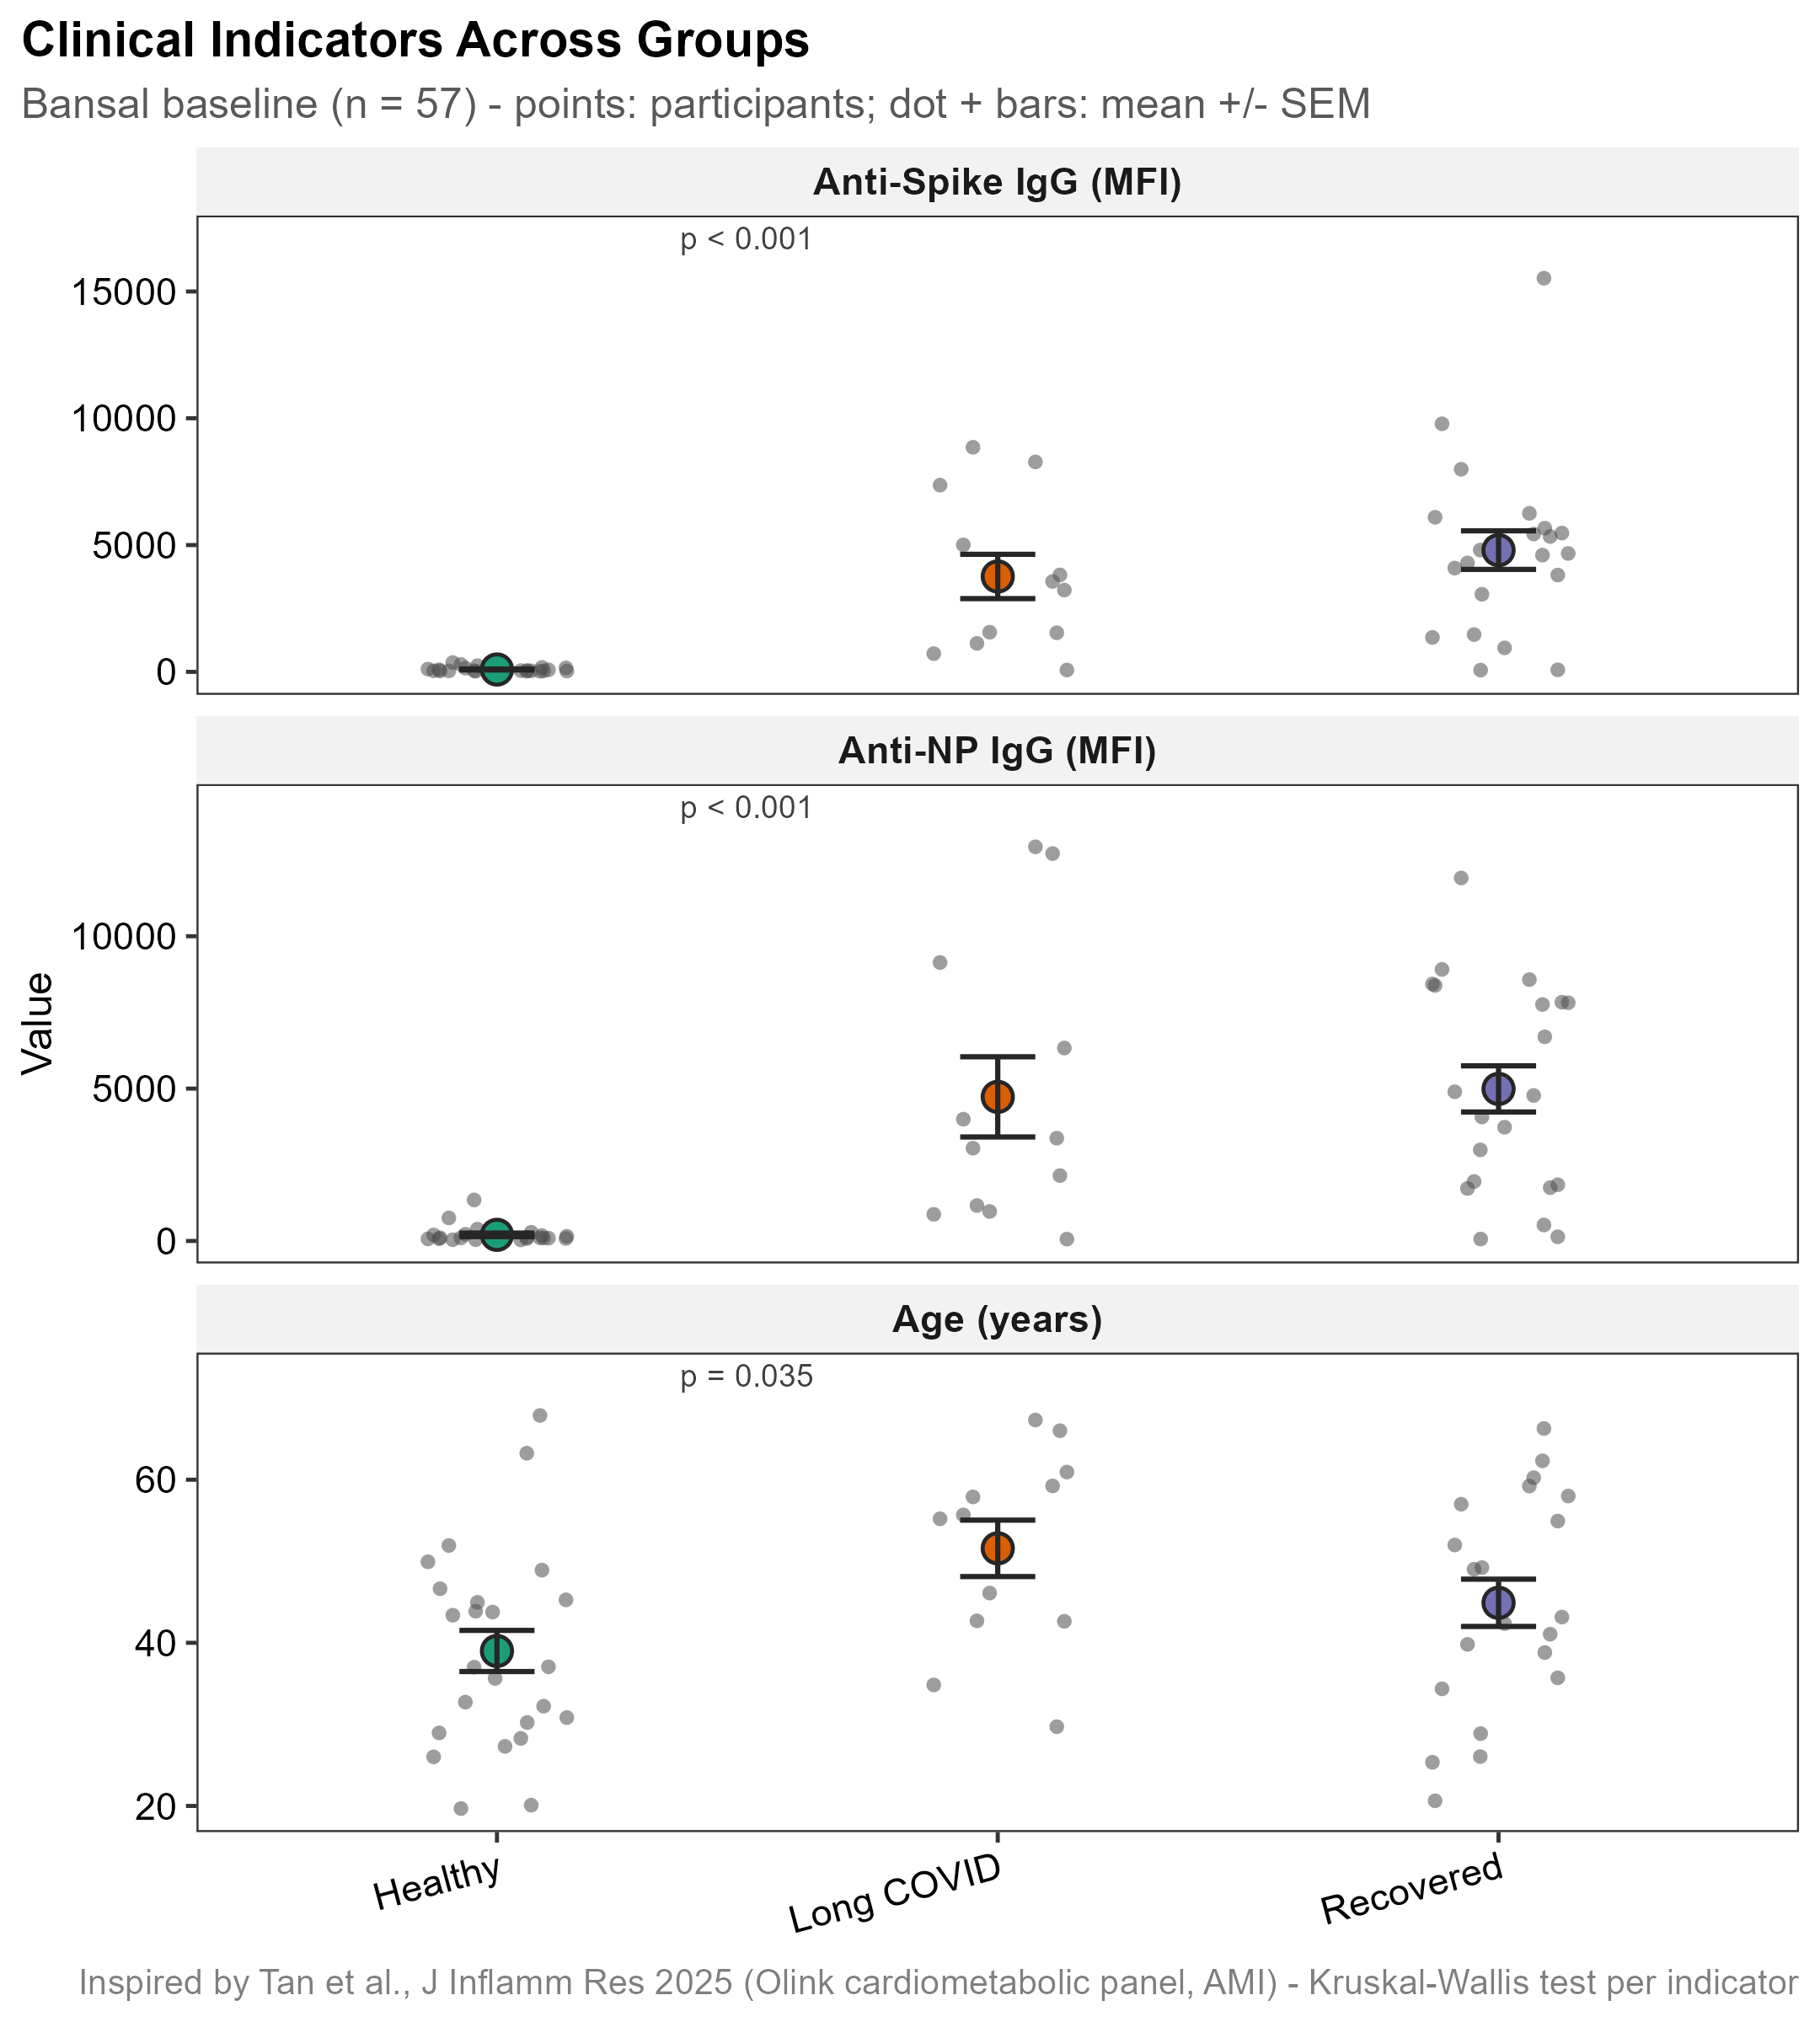 Clinical Indicators Across Groups
Bansal baseline (n = 57) - points: participants; dot + bars: mean +/- SEM
Anti-Spike IgG (MFI)
p < 0.001
15000
10000
5000
0
Anti-NP IgG (MFI)
p < 0.001
10000
5000
0
Value
Age (years)
p = 0.035
60
40
20
Healthy
Long COVID
Recovered
Inspired by Tan et al., J Inflamm Res 2025 (Olink cardiometabolic panel, AMI) - Kruskal-Wallis test per indicator